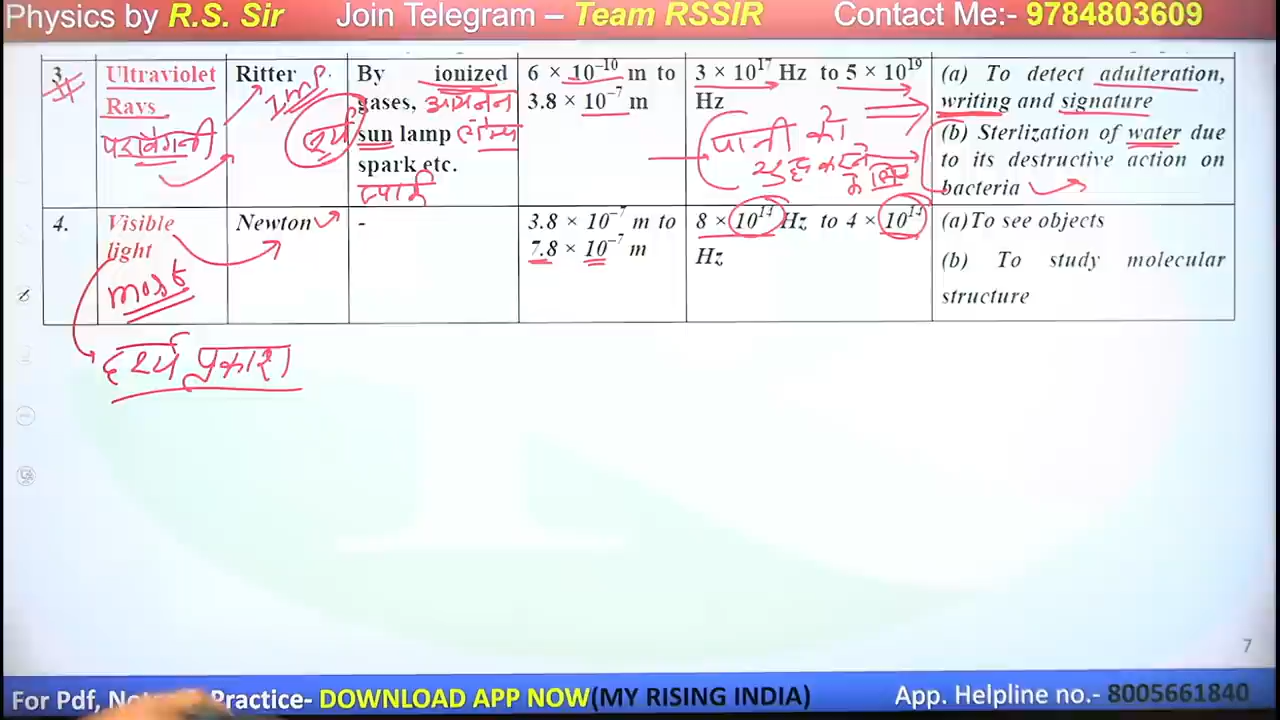 Physics by R.S. Sir Join Telegram – Team RSSIR Contact Me:- 9784803609
3. Ultraviolet Rays
परावैगनी
Ritter
Imp.
By ionized
gases, आयनन
sun lamp लैम्प
spark etc.
स्पार्क
सूर्य
6 × 10⁻¹⁰ m to
3.8 × 10⁻⁷ m
3 × 10¹⁷ Hz to 5 × 10¹⁹
Hz
पानी को
शुद्ध करने
के लिए
(a) To detect adulteration,
writing and signature
(b) Sterlization of water due
to its destructive action on
bacteria
4. Visible
light
most
दृश्य प्रकाश
Newton
-
3.8 × 10⁻⁷ m to
7.8 × 10⁻⁷ m
8 × 10¹⁴ Hz to 4 × 10¹⁴
Hz
(a) To see objects
(b) To study molecular
structure
7
For Pdf, Practice- DOWNLOAD APP NOW(MY RISING INDIA) App. Helpline no.- 8005661840